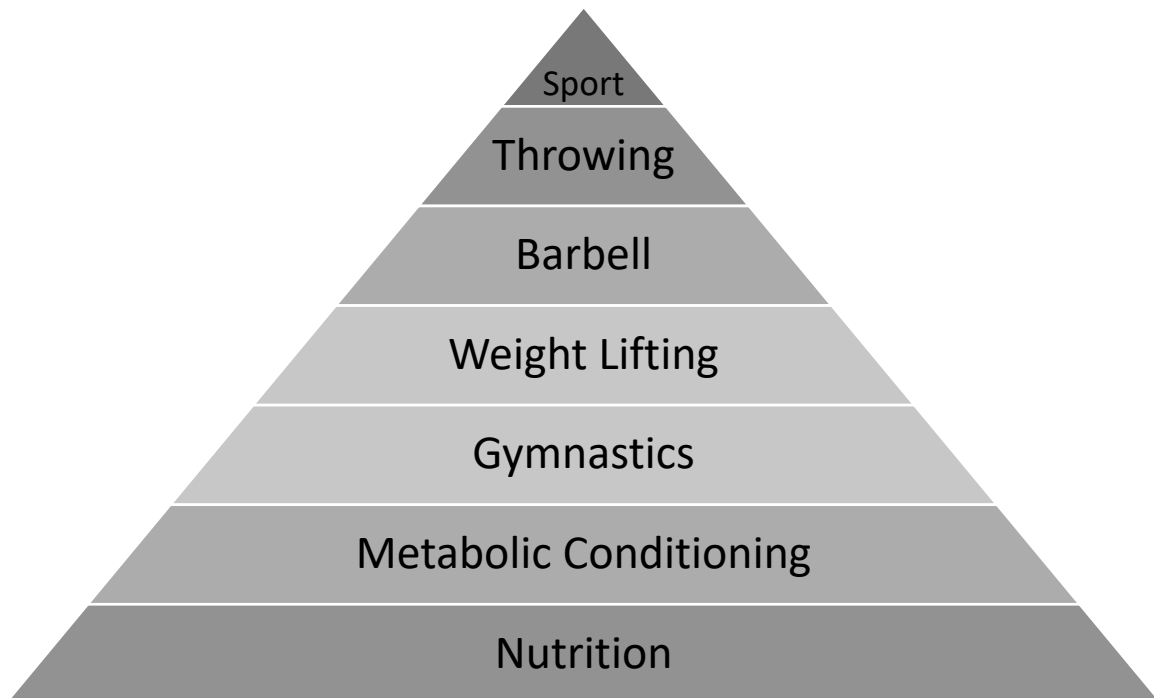 Sport
Throwing
Barbell
Weight Lifting
Gymnastics
Metabolic Conditioning
Nutrition